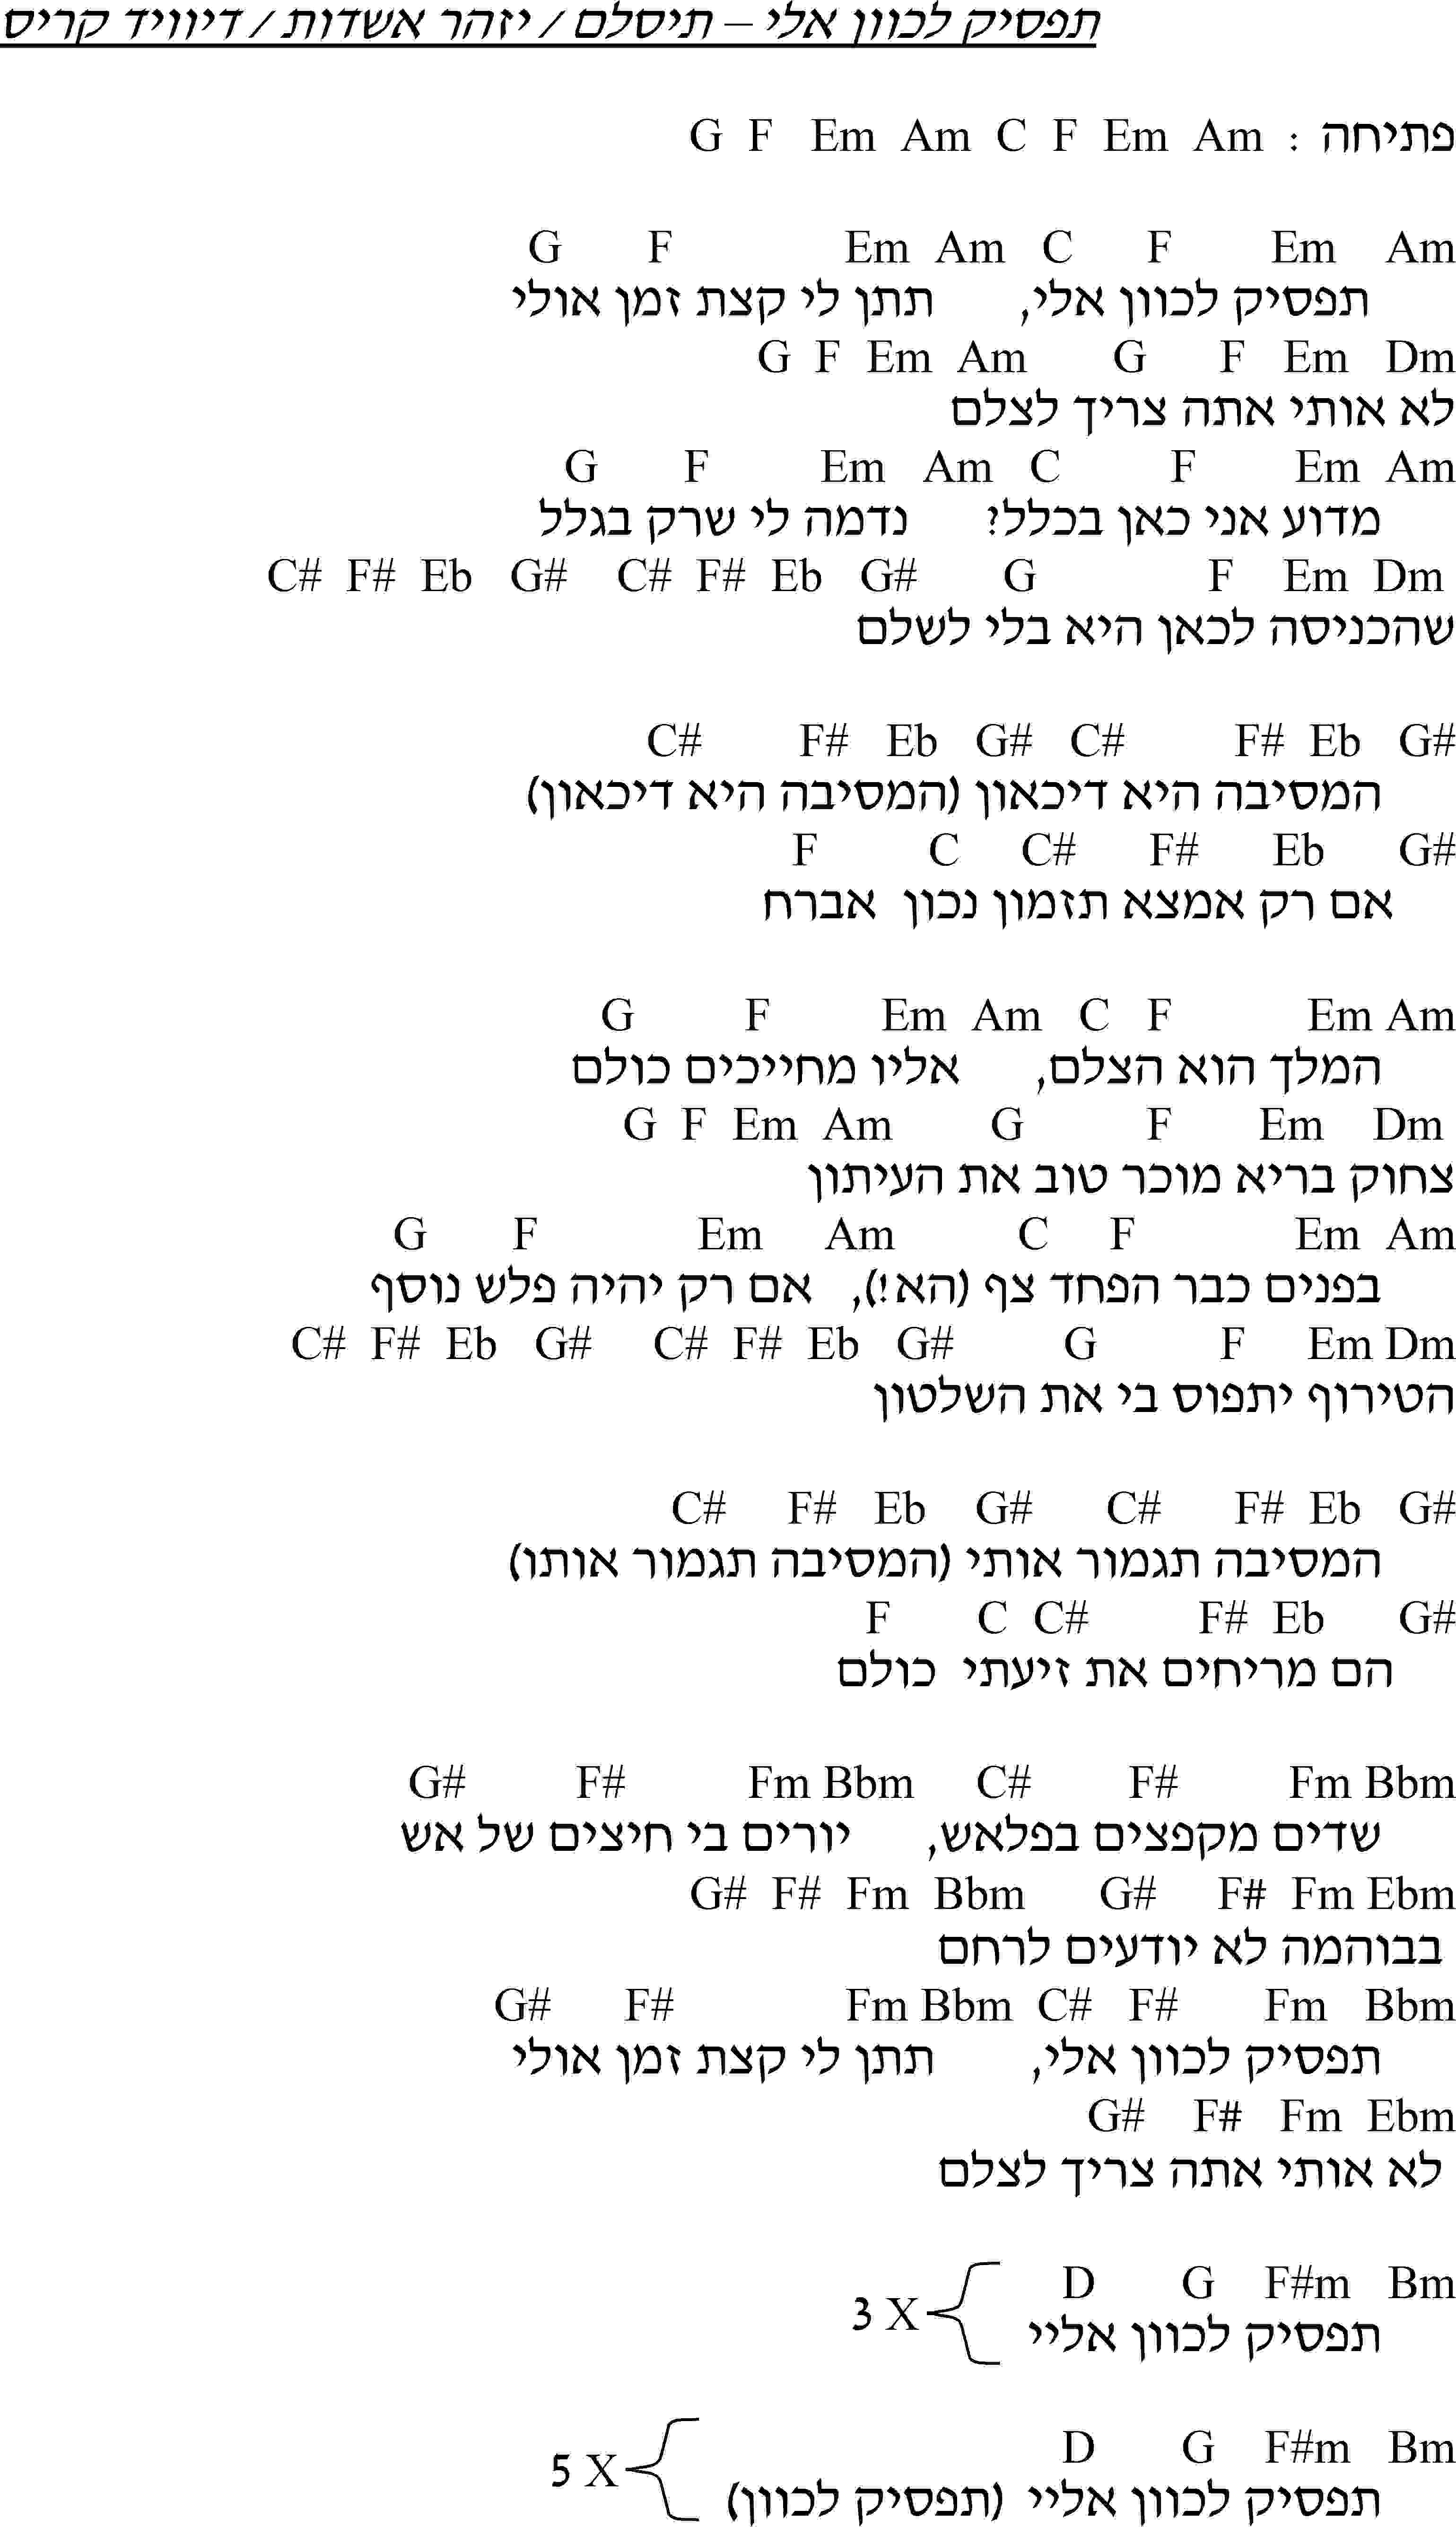 תפסיק לכוון אלי – תיסלם / יזהר אשדות / דיוויד קריס
פתיחה : G F Em Am C F Em Am
G F Em Am C F Em Am
תפסיק לכוון אלי, תתן לי קצת זמן אולי
G F Em Am G F Em Dm
לא אותי אתה צריך לצלם
G F Em Am C F Em Am
מדוע אני כאן בכלל? נדמה לי שרק בגלל
C# F# Eb G# C# F# Eb G# G F Em Dm
שהכניסה לכאן היא בלי לשלם
C# F# Eb G# C# F# Eb G#
המסיבה היא דיכאון (המסיבה היא דיכאון)
F C C# F# Eb G#
אם רק אמצא תזמון נכון אברח
G F Em Am C F Em Am
המלך הוא הצלם, אליו מחייכים כולם
G F Em Am G F Em Dm
צחוק בריא מוכר טוב את העיתון
G F Em Am C F Em Am
בפנים כבר הפחד צף (הא!), אם רק יהיה פלש נוסף
C# F# Eb G# C# F# Eb G# G F Em Dm
הטירוף יתפוס בי את השלטון
C# F# Eb G# C# F# Eb G#
המסיבה תגמור אותי (המסיבה תגמור אותו)
F C C# F# Eb G#
הם מריחים את זיעתי כולם
G# F# Fm Bbm C# F# Fm Bbm
שדים מקפצים בפלאש, יורים בי חיצים של אש
G# F# Fm Bbm G# F# Fm Ebm
בבוהמה לא יודעים לרחם
G# F# Fm Bbm C# F# Fm Bbm
תפסיק לכוון אלי, תתן לי קצת זמן אולי
G# F# Fm Ebm
לא אותי אתה צריך לצלם
D G F#m Bm
3 X
תפסיק לכוון אליי
D G F#m Bm
5 X
תפסיק לכוון אליי (תפסיק לכוון)